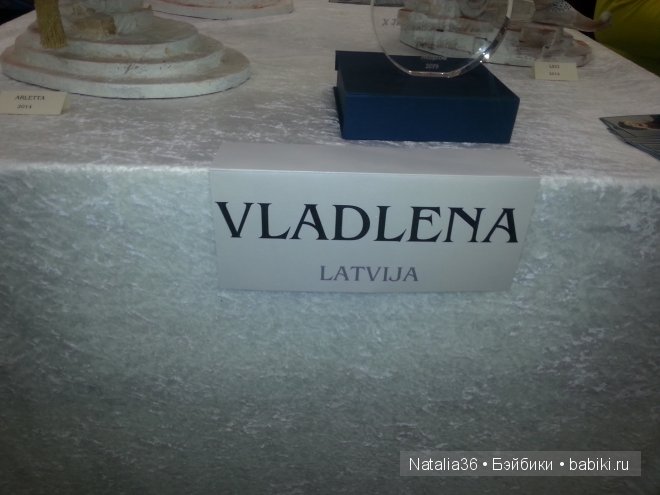 ARLETTA
2014
2014
VLADLENA
LATVIJA
Natalia36 • Бэйбики • babiki.ru